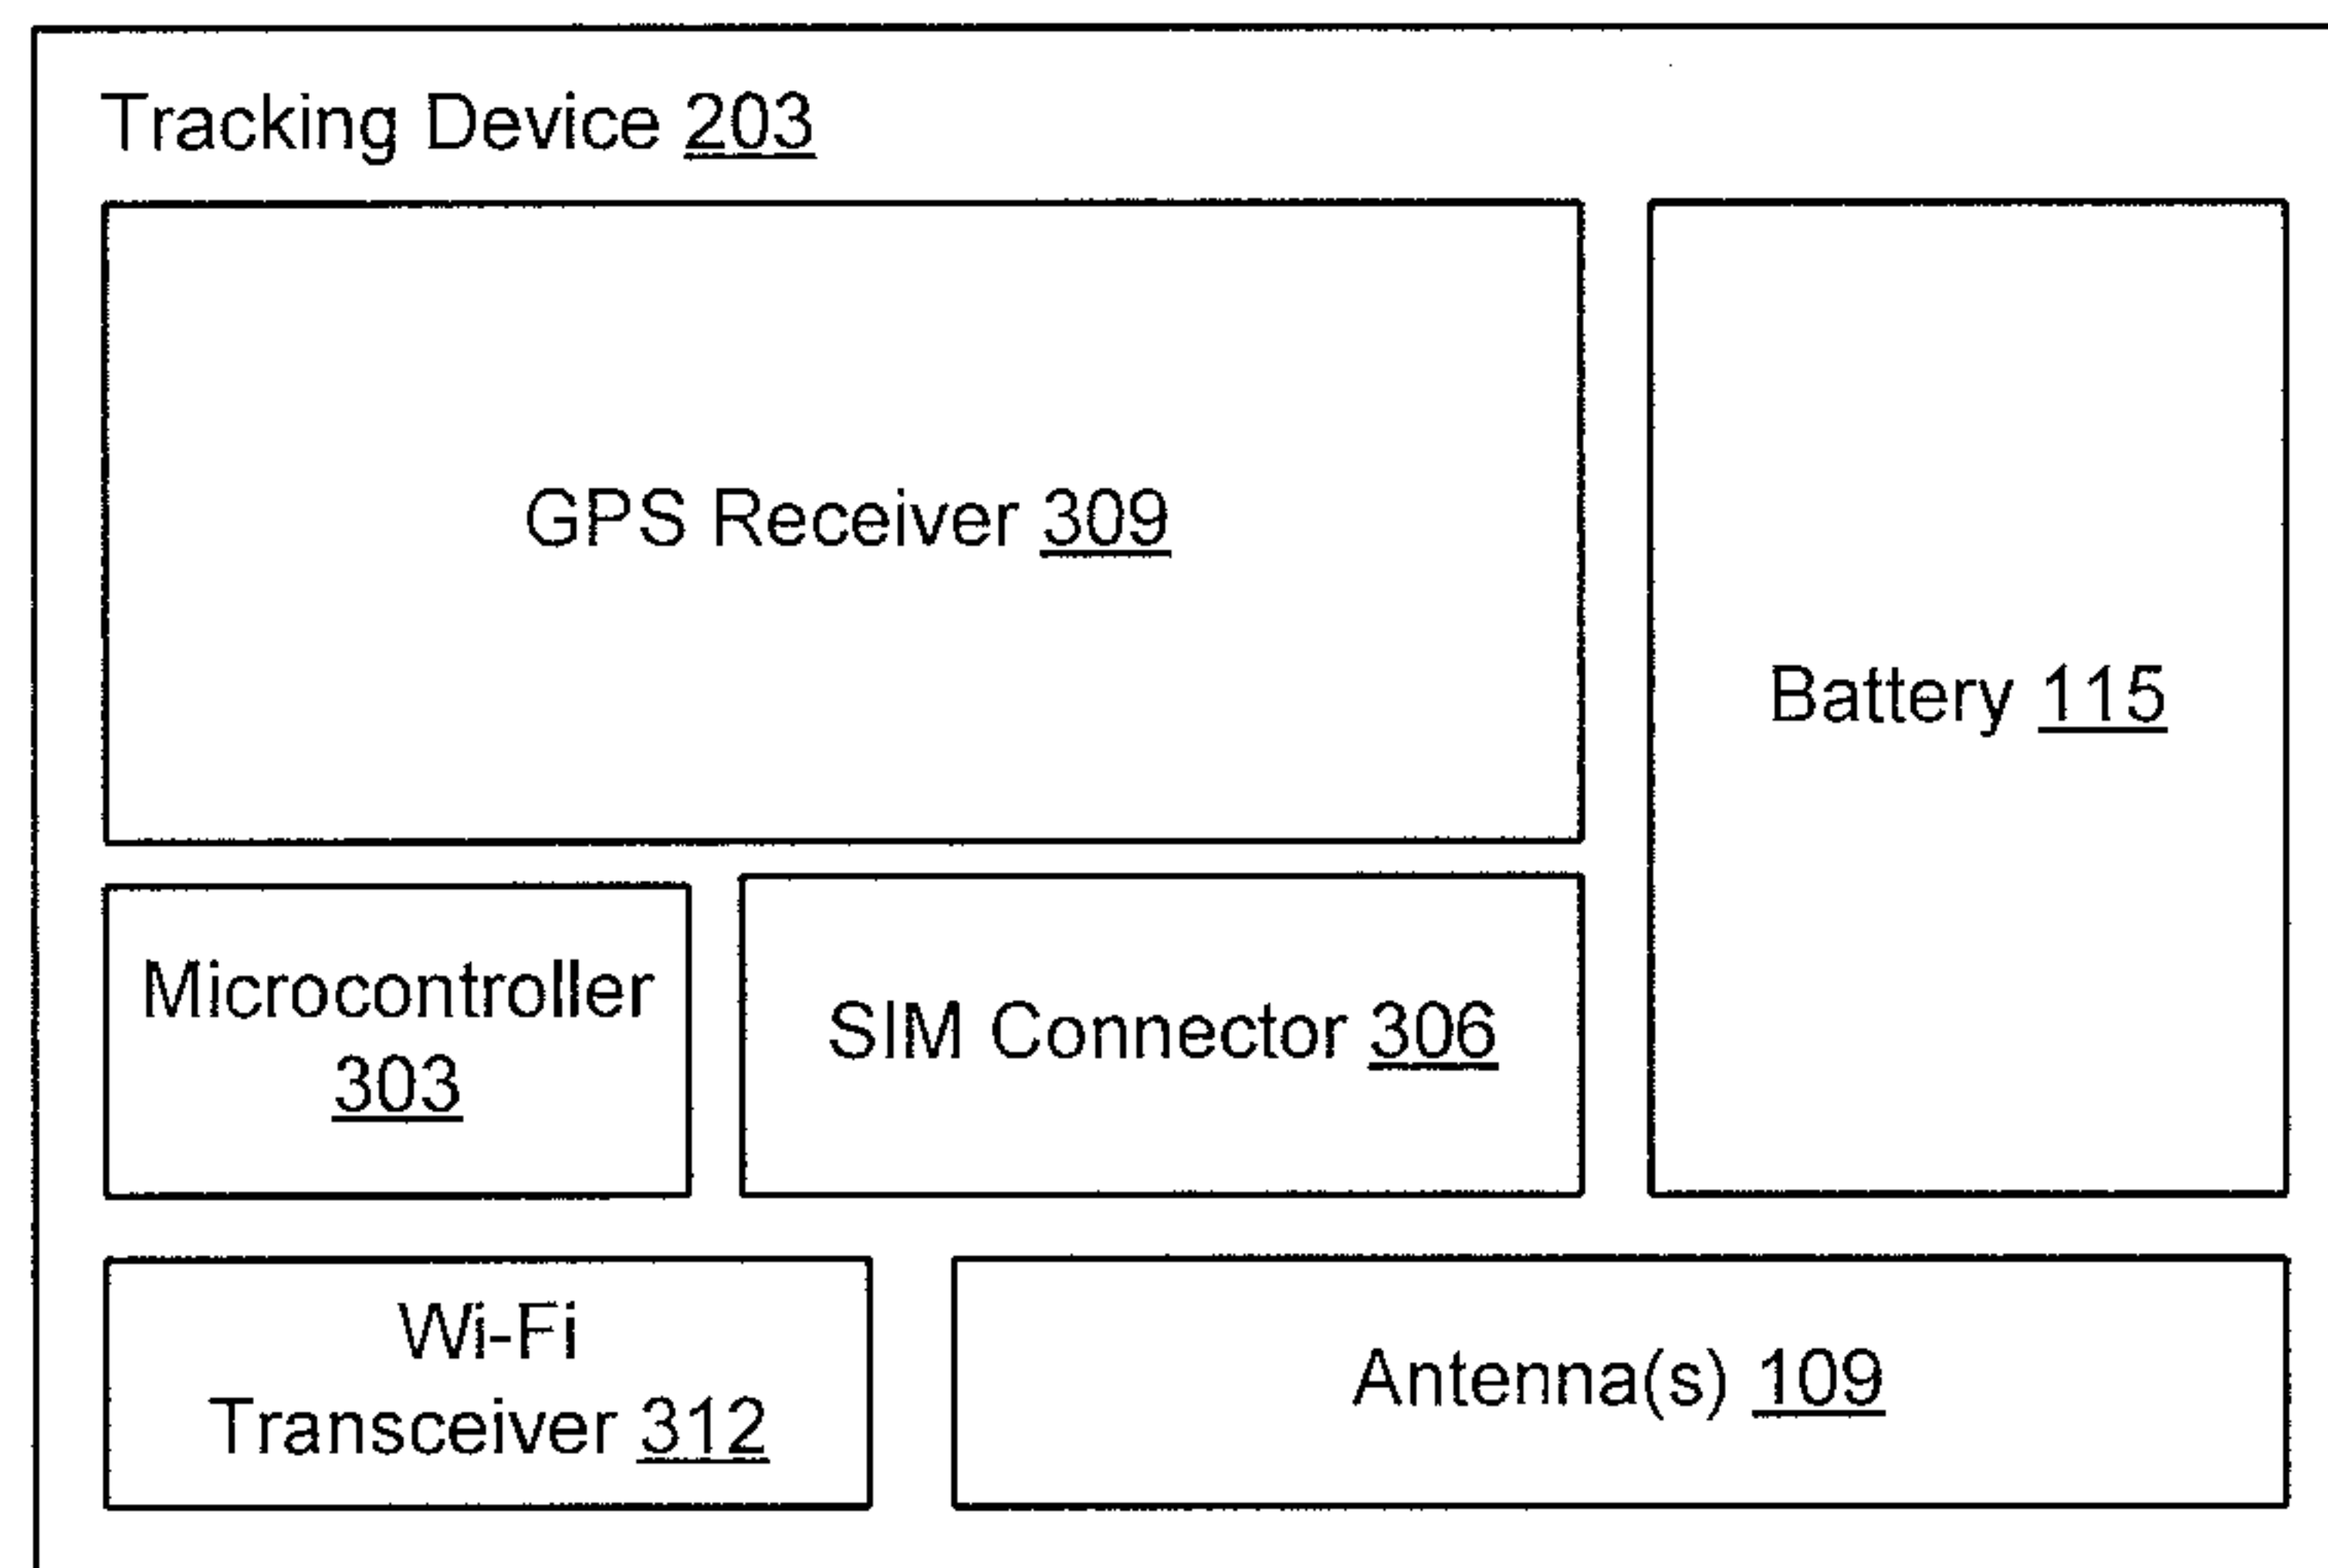 Tracking Device 203
GPS Receiver 309
Battery 115
Microcontroller
303
SIM Connector 306
Wi-Fi
Transceiver 312
Antenna(s) 109